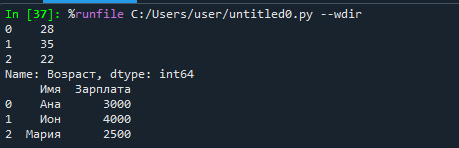 In [37]: %runfile C:/Users/user/untitled0.py --wdir
0    28
1    35
2    22
Name: Возраст, dtype: int64
     Имя  Зарплата
0    Ана      3000
1    Ион      4000
2  Мария      2500